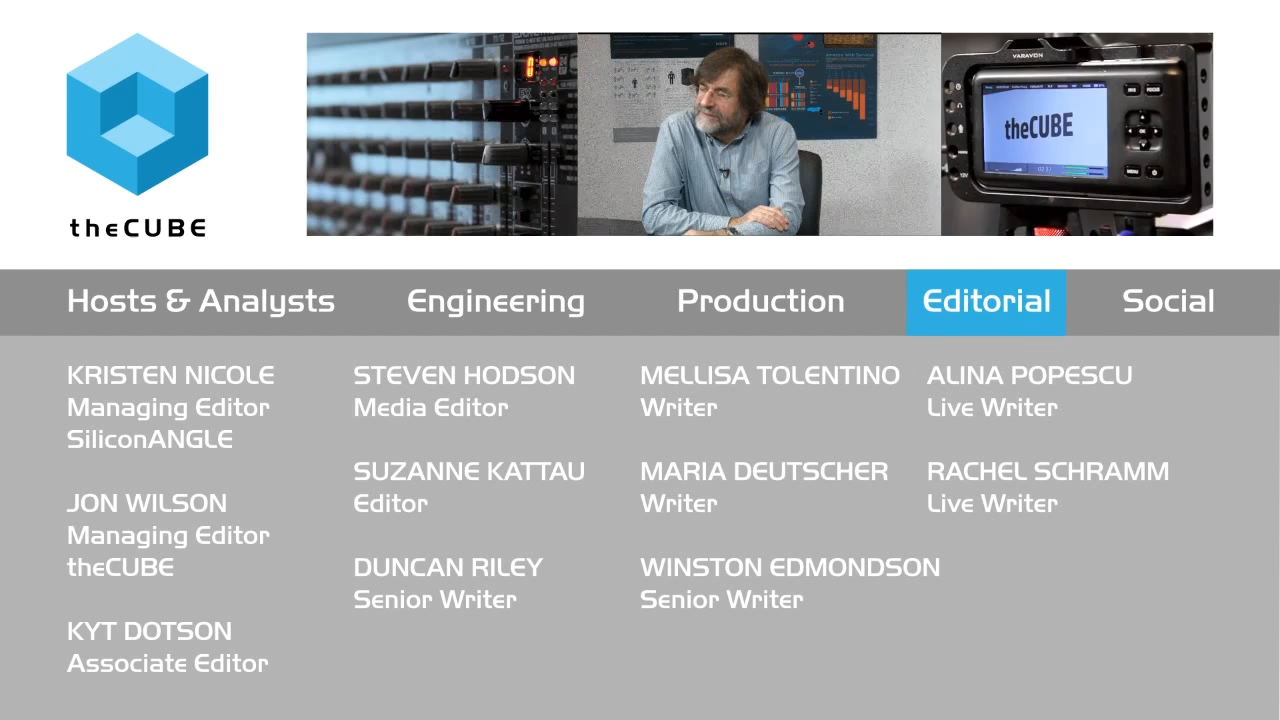 theCUBE
VARAVON
theCUBE
Hosts & Analysts
Engineering
Production
Editorial
Social
KRISTEN NICOLE
Managing Editor
SiliconANGLE
JON WILSON
Managing Editor
theCUBE
KYT DOTSON
Associate Editor
STEVEN HODSON
Media Editor
SUZANNE KATTAU
Editor
DUNCAN RILEY
Senior Writer
MELLISA TOLENTINO
Writer
MARIA DEUTSCHER
Writer
WINSTON EDMONDSON
Senior Writer
ALINA POPESCU
Live Writer
RACHEL SCHRAMM
Live Writer